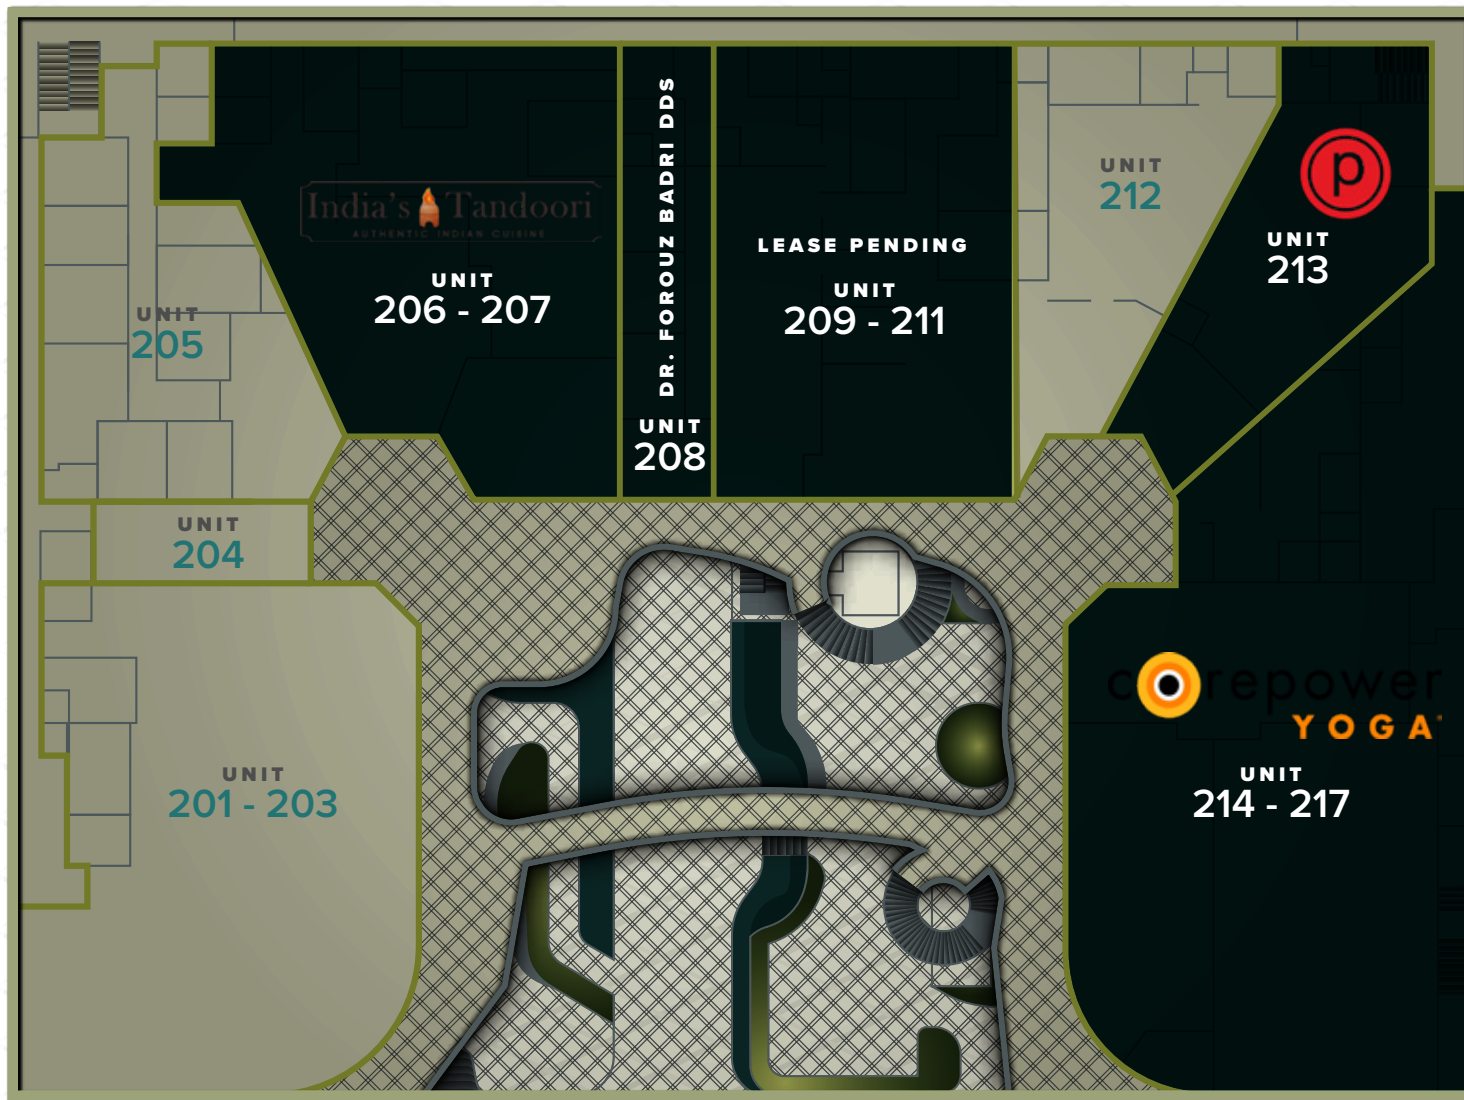 India's Tandoori
AUTHENTIC INDIAN CUISINE
UNIT
206 - 207
DR. FOROUZ BADRI DDS
UNIT
208
LEASE PENDING
UNIT
209 - 211
UNIT
212
p
UNIT
213
UNIT
205
UNIT
204
UNIT
201 - 203
corepower
YOGA
UNIT
214 - 217